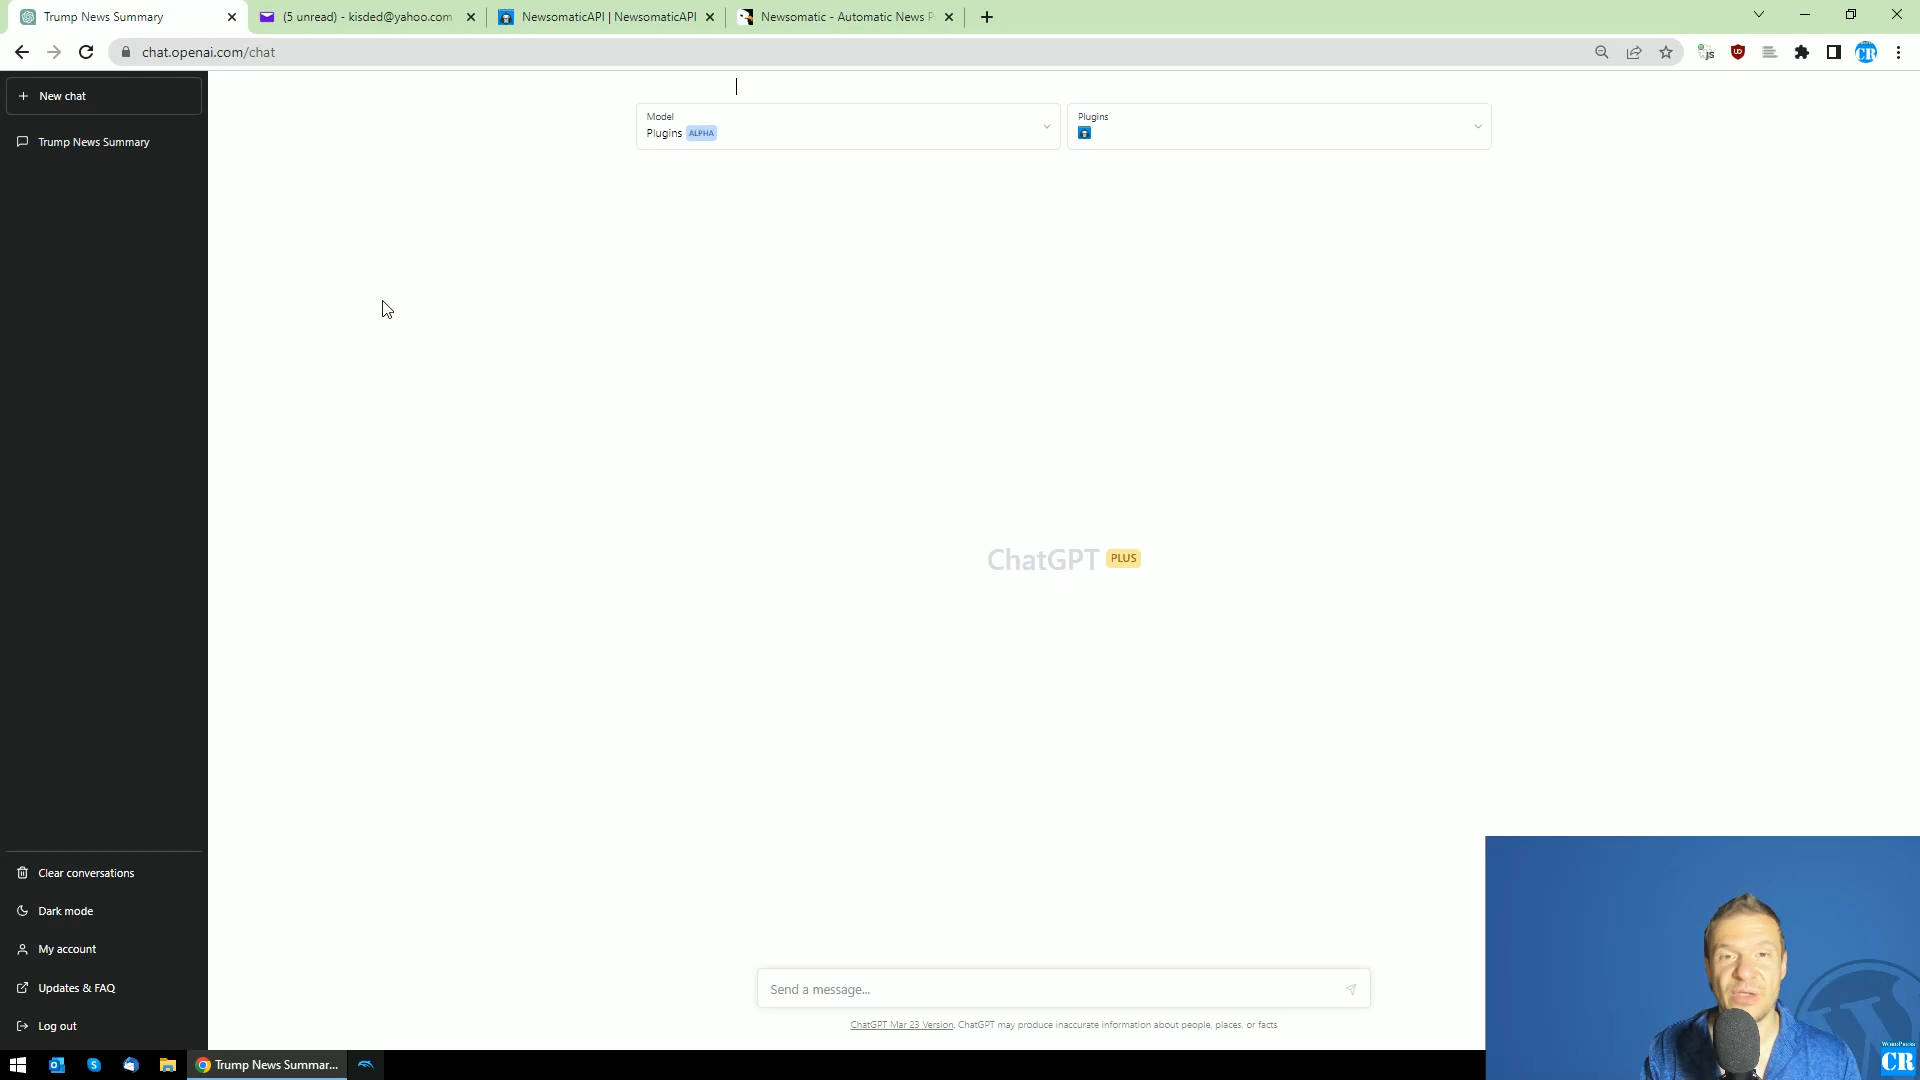 Trump News Summary
(5 unread) - kisded@yahoo.com
NewsomaticAPI | NewsomaticAPI
Newsomatic - Automatic News P
chat.openai.com/chat
New chat
Trump News Summary
Model
Plugins ALPHA
Plugins
ChatGPT PLUS
Send a message...
ChatGPT Mar 23 Version. ChatGPT may produce inaccurate information about people, places, or facts
Clear conversations
Dark mode
My account
Updates & FAQ
Log out
Trump News Summar...
WORDPRESS
CR